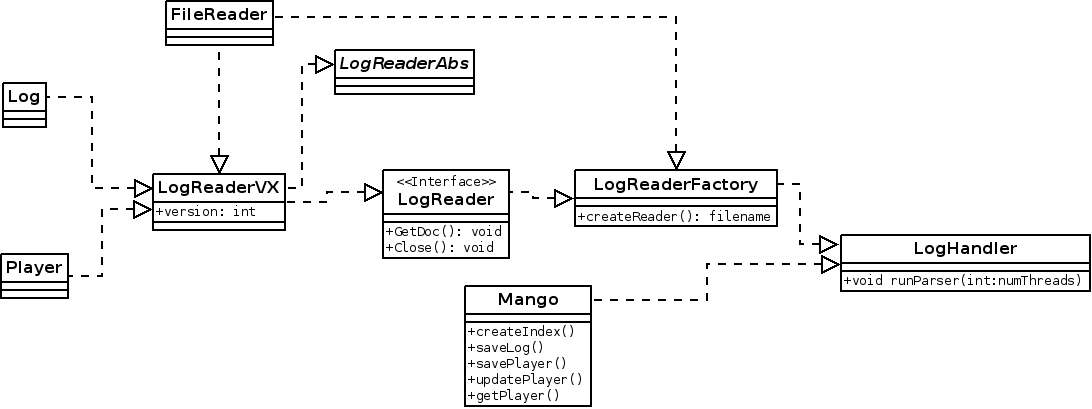 FileReader
LogReaderAbs
Log
LogReaderVX
+version: int
<<Interface>>
LogReader
+GetDoc(): void
+Close(): void
LogReaderFactory
+createReader(): filename
LogHandler
+void runParser(int:numThreads)
Player
Mango
+createIndex()
+saveLog()
+savePlayer()
+updatePlayer()
+getPlayer()